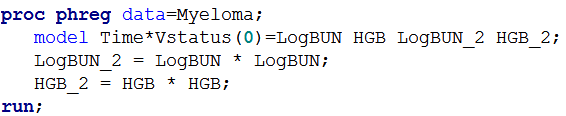 proc phreg data=Myeloma;
model Time*Vstatus(0)=LogBUN HGB LogBUN_2 HGB_2;
LogBUN_2 = LogBUN * LogBUN;
HGB_2 = HGB * HGB;
run;